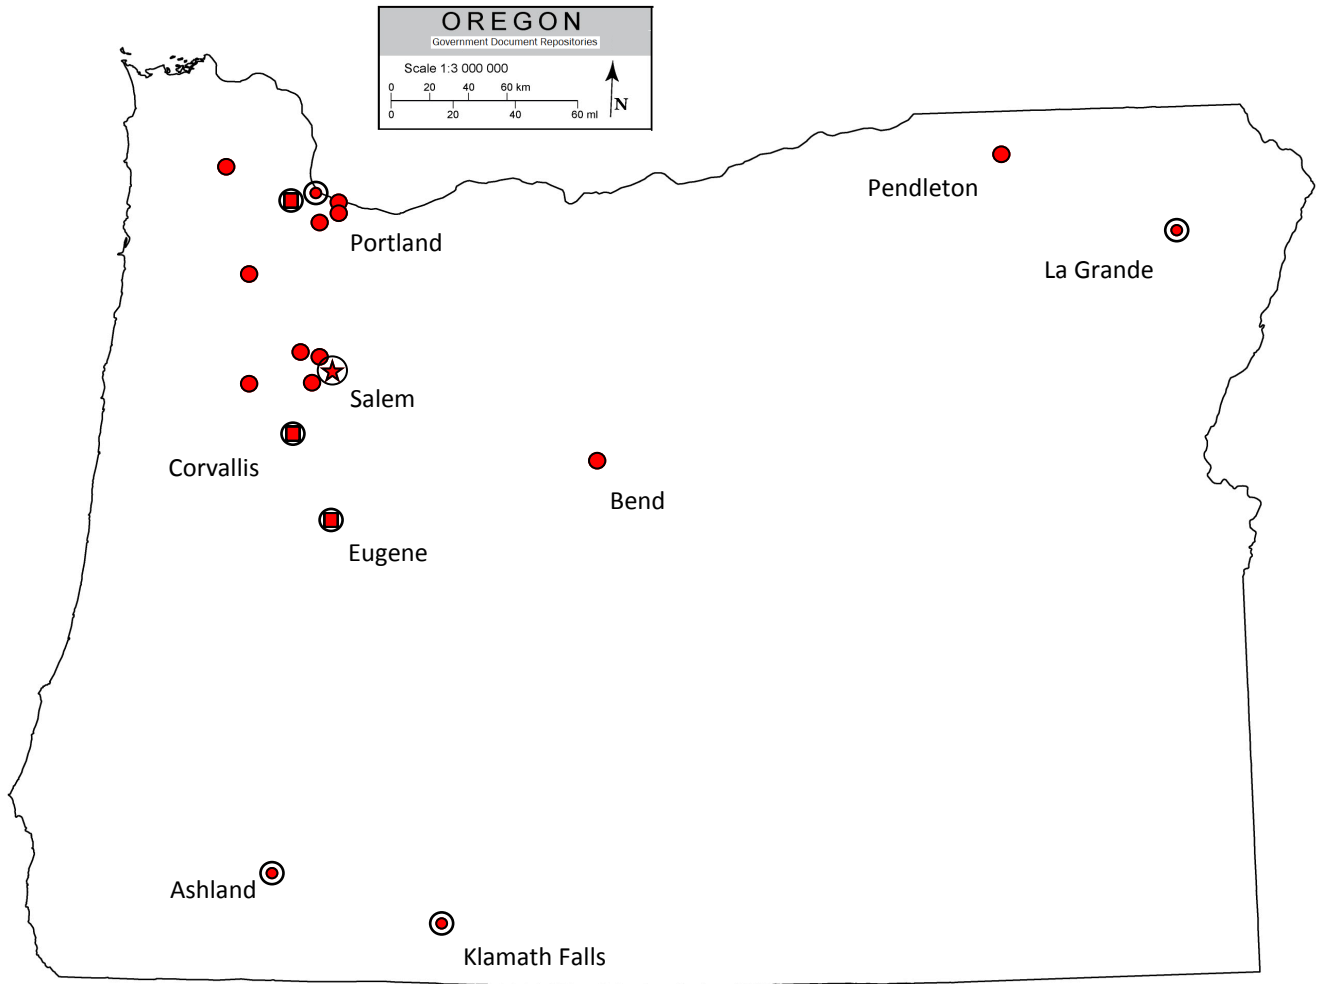 OREGON
Government Document Repositories
Scale 1:3 000 000
0 20 40 60 km
0 20 40 60 ml
N
Pendleton
Portland
La Grande
Salem
Corvallis
Bend
Eugene
Ashland
Klamath Falls